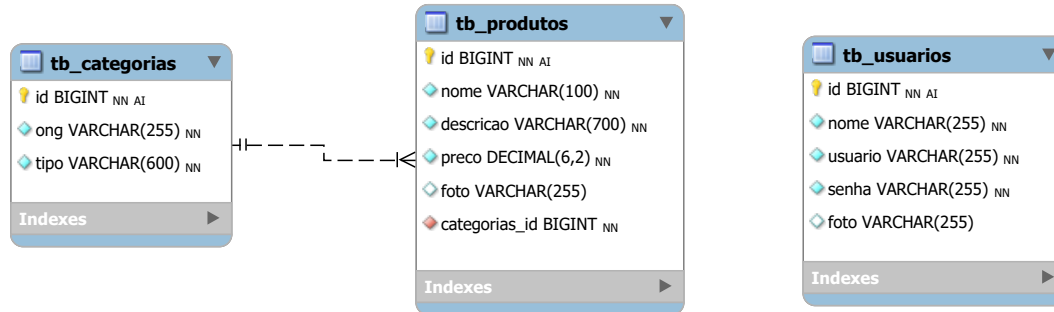 tb_categorias
id BIGINT NN AI
ong VARCHAR(255) NN
tipo VARCHAR(600) NN
Indexes
tb_produtos
id BIGINT NN AI
nome VARCHAR(100) NN
descricao VARCHAR(700) NN
preco DECIMAL(6,2) NN
foto VARCHAR(255)
categorias_id BIGINT NN
Indexes
tb_usuarios
id BIGINT NN AI
nome VARCHAR(255) NN
usuario VARCHAR(255) NN
senha VARCHAR(255) NN
foto VARCHAR(255)
Indexes